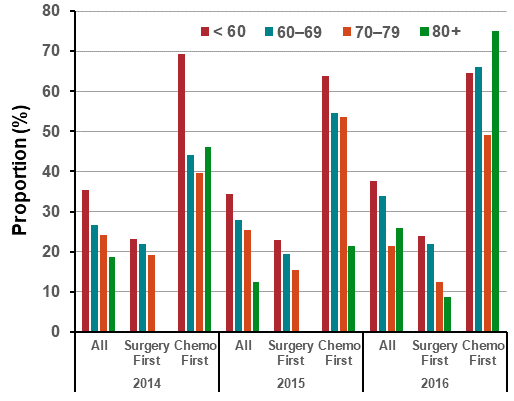 < 60 60–69 70–79 80+
Proportion (%)
80
70
60
50
40
30
20
10
0
All Surgery First Chemo First All Surgery First Chemo First All Surgery First Chemo First
2014 2015 2016